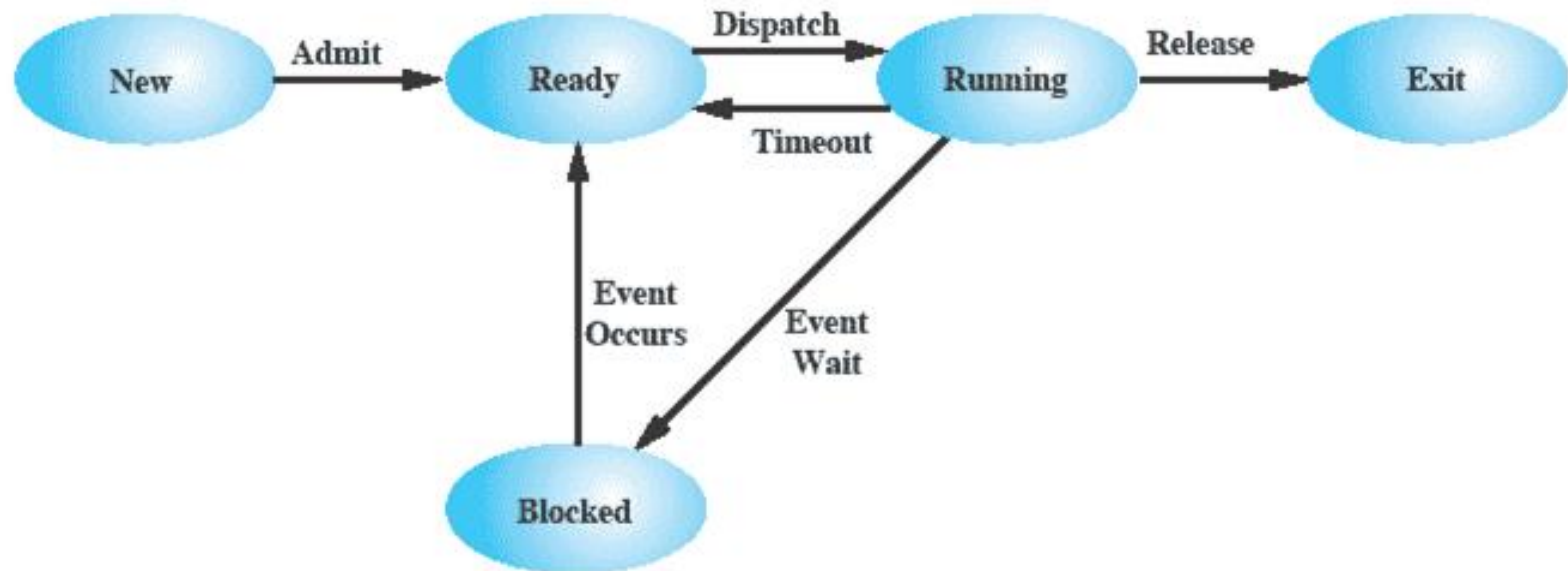 Dispatch
Admit
Release
New
Ready
Running
Exit
Timeout
Event
Occurs
Event
Wait
Blocked